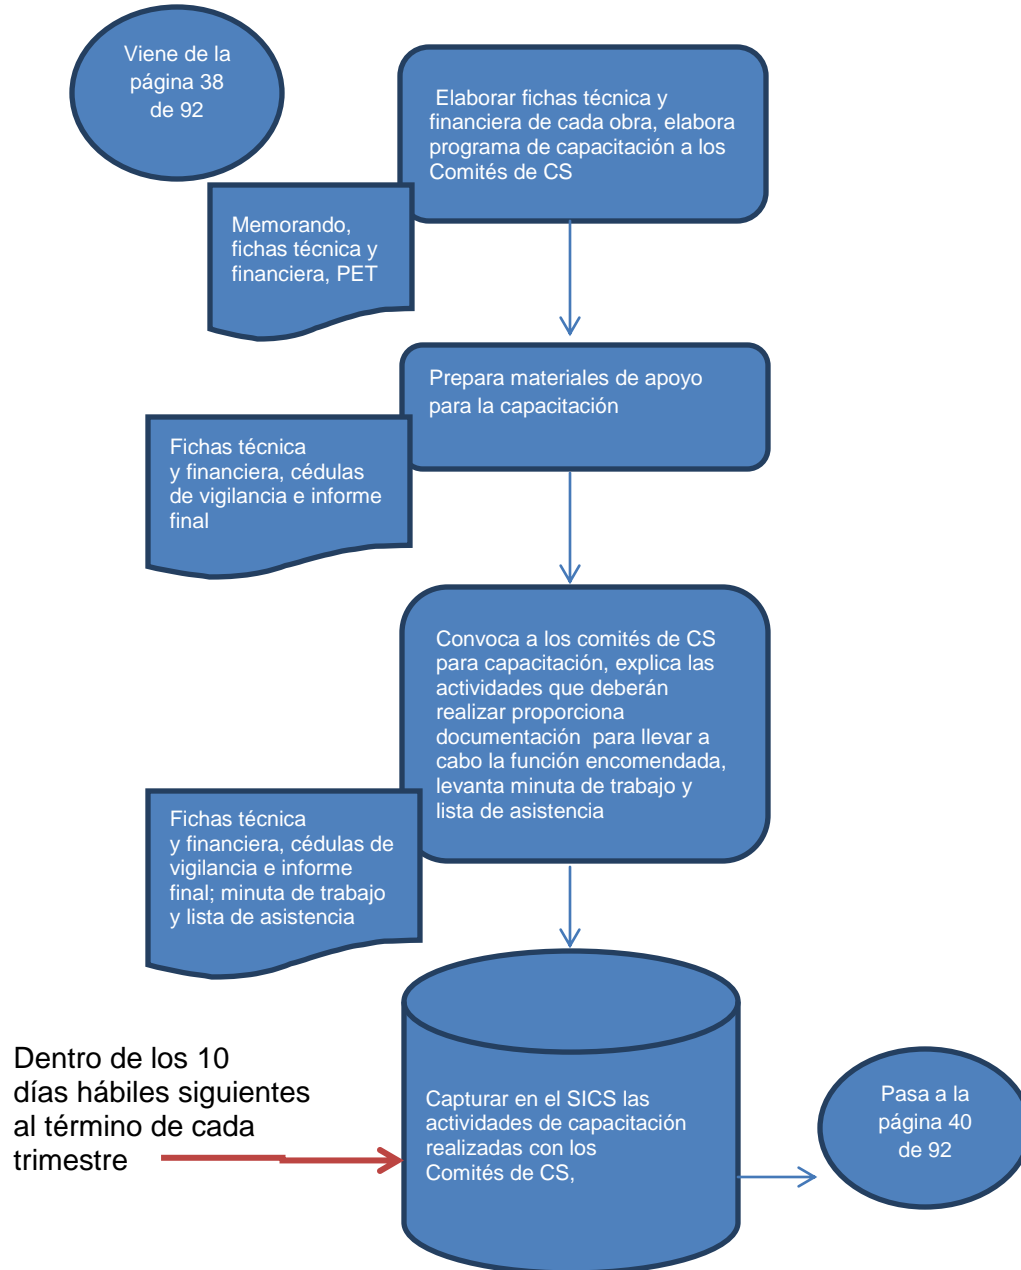 Viene de la
página 38
de 92
Elaborar fichas técnica y
financiera de cada obra, elabora
programa de capacitación a los
Comités de CS
Memorando,
fichas técnica y
financiera, PET
Prepara materiales de apoyo
para la capacitación
Fichas técnica
y financiera, cédulas
de vigilancia e informe
final
Convoca a los comités de CS
para capacitación, explica las
actividades que deberán
realizar proporciona
documentación para llevar a
cabo la función encomendada,
levanta minuta de trabajo y
lista de asistencia
Fichas técnica
y financiera, cédulas de
vigilancia e informe
final; minuta de trabajo
y lista de asistencia
Dentro de los 10
días hábiles siguientes
al término de cada
trimestre
Capturar en el SICS las
actividades de capacitación
realizadas con los
Comités de CS,
Pasa a la
página 40
de 92